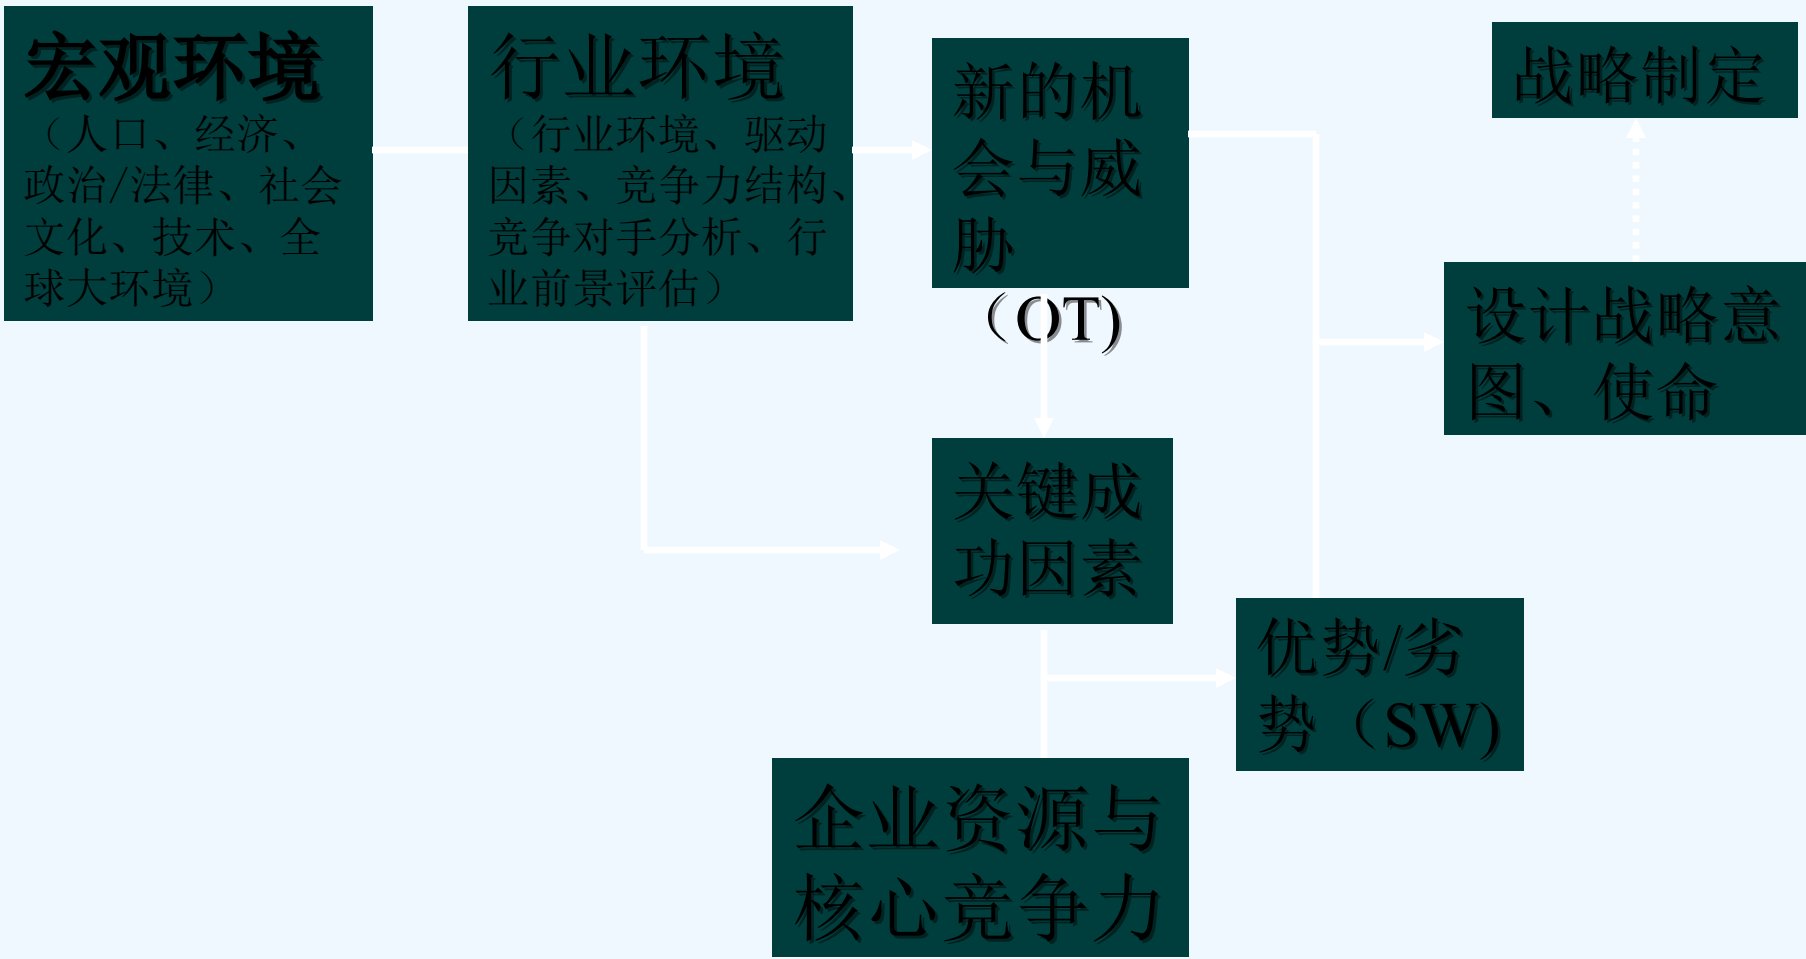 宏观环境
（人口、经济、
政治/法律、社会
文化、技术、全
球大环境）
行业环境
（行业环境、驱动
因素、竞争力结构、
竞争对手分析、行
业前景评估）
新的机
会与威
胁
（OT)
战略制定
设计战略意
图、使命
关键成
功因素
优势/劣
势（SW)
企业资源与
核心竞争力